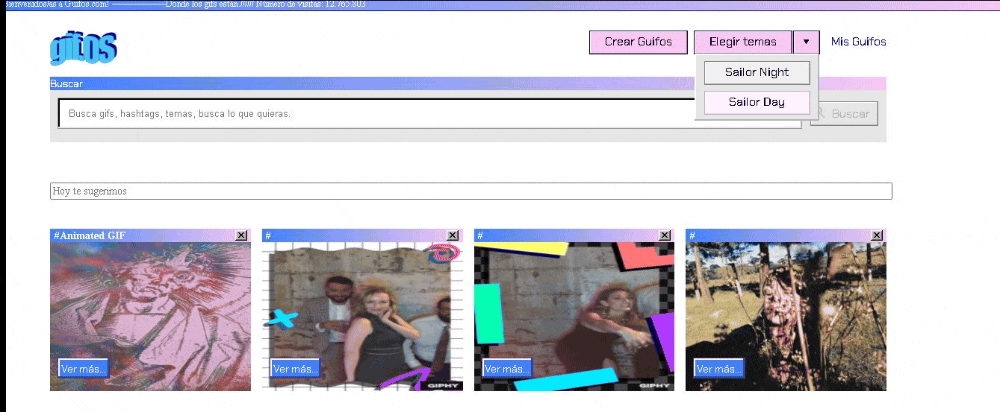 Bienvenidos/as a Guifos.com! ——————Donde los gifs están.////// Número de visitas: 12.765.803
gifOS
Crear Guifos
Elegir temas
▼
Mis Guifos
Sailor Night
Sailor Day
Buscar
Busca gifs, hashtags, temas, busca lo que quieras.
Buscar
Hoy te sugerimos
#Animated GIF
#
#
#
Ver más...
Ver más...
GIPHY
Ver más...
GIPHY
Ver más...